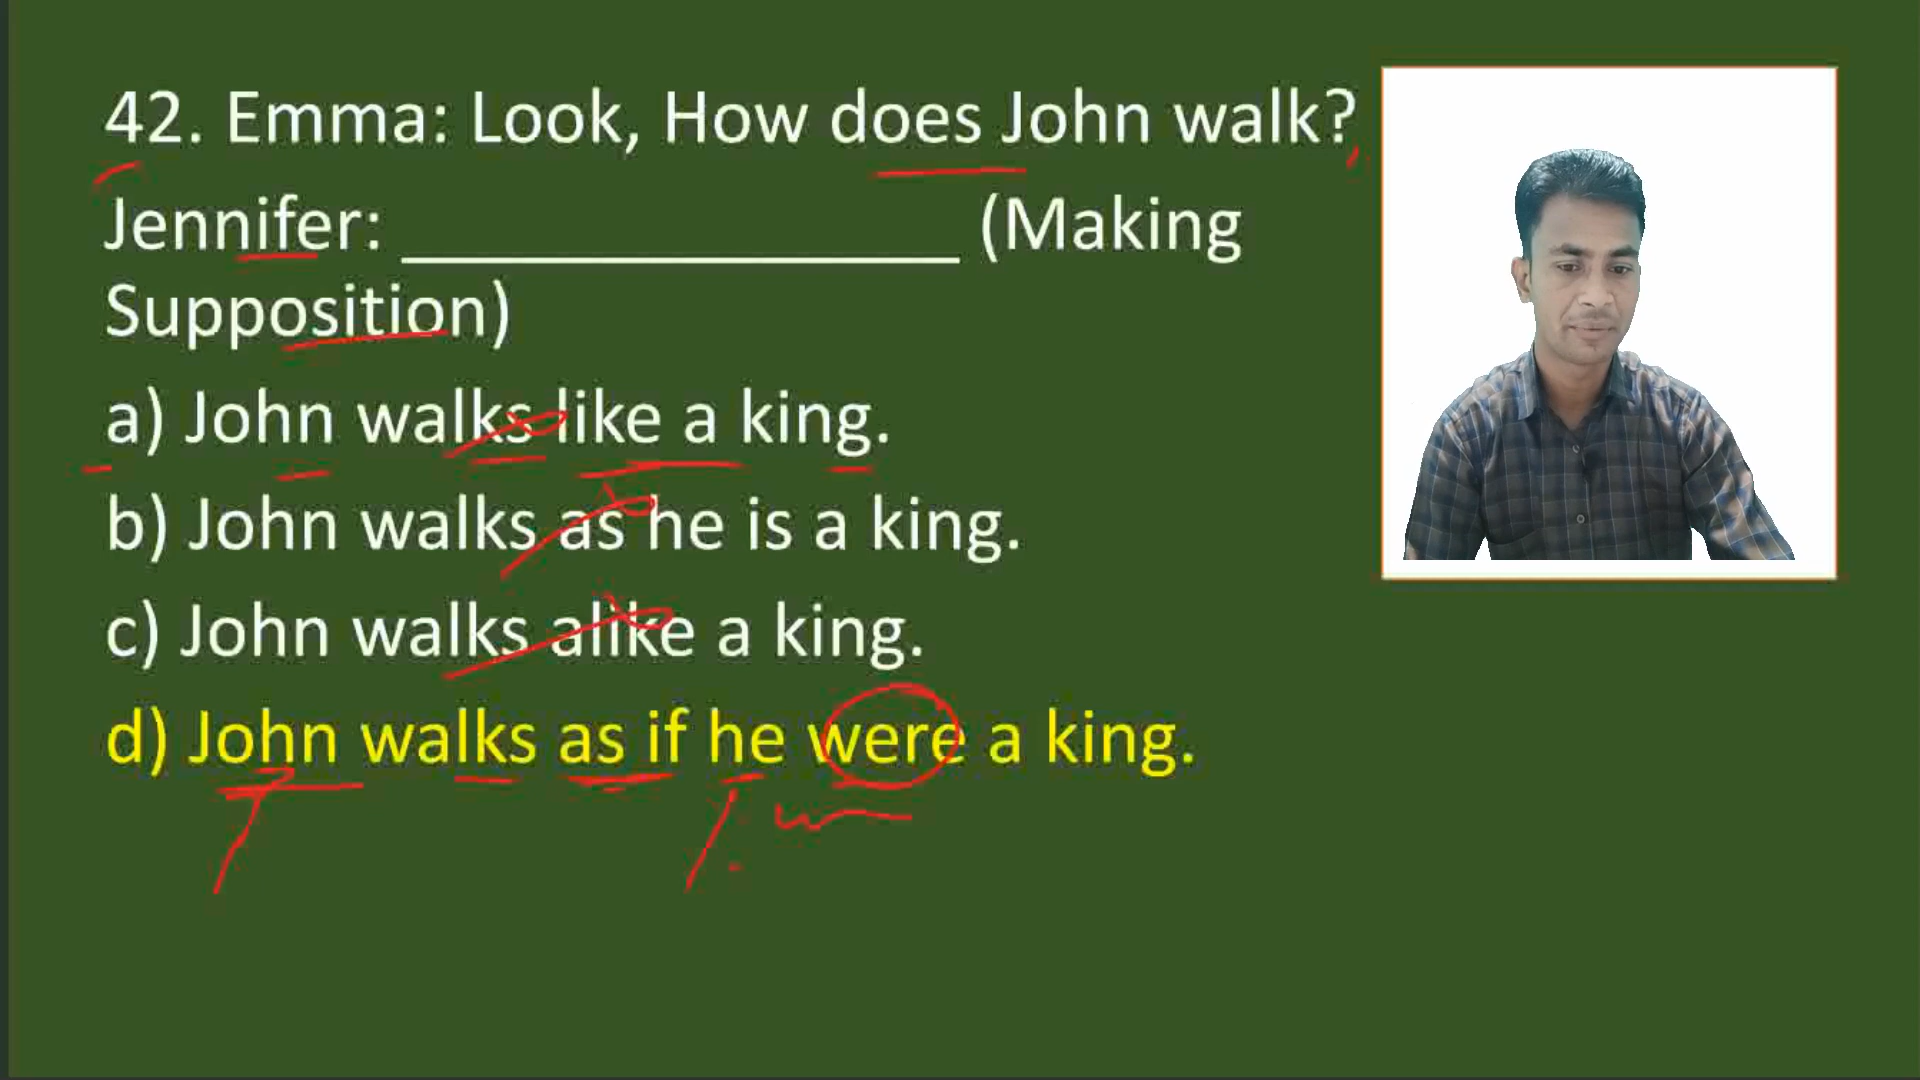 42. Emma: Look, How does John walk?
Jennifer: ________________ (Making
Supposition)
a) John walks like a king.
b) John walks as he is a king.
c) John walks alike a king.
d) John walks as if he were a king.